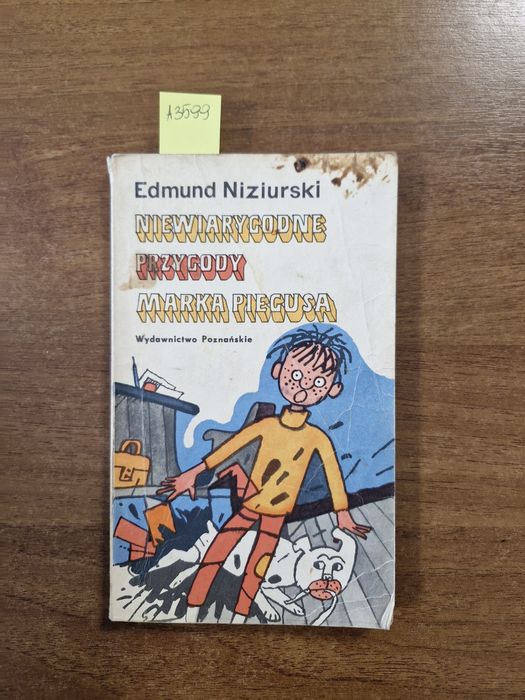 A3599
Edmund Niziurski
NIEWIARYGODNE
PRZYGODY
MARKA PIEGUSA
Wydawnictwo Poznańskie